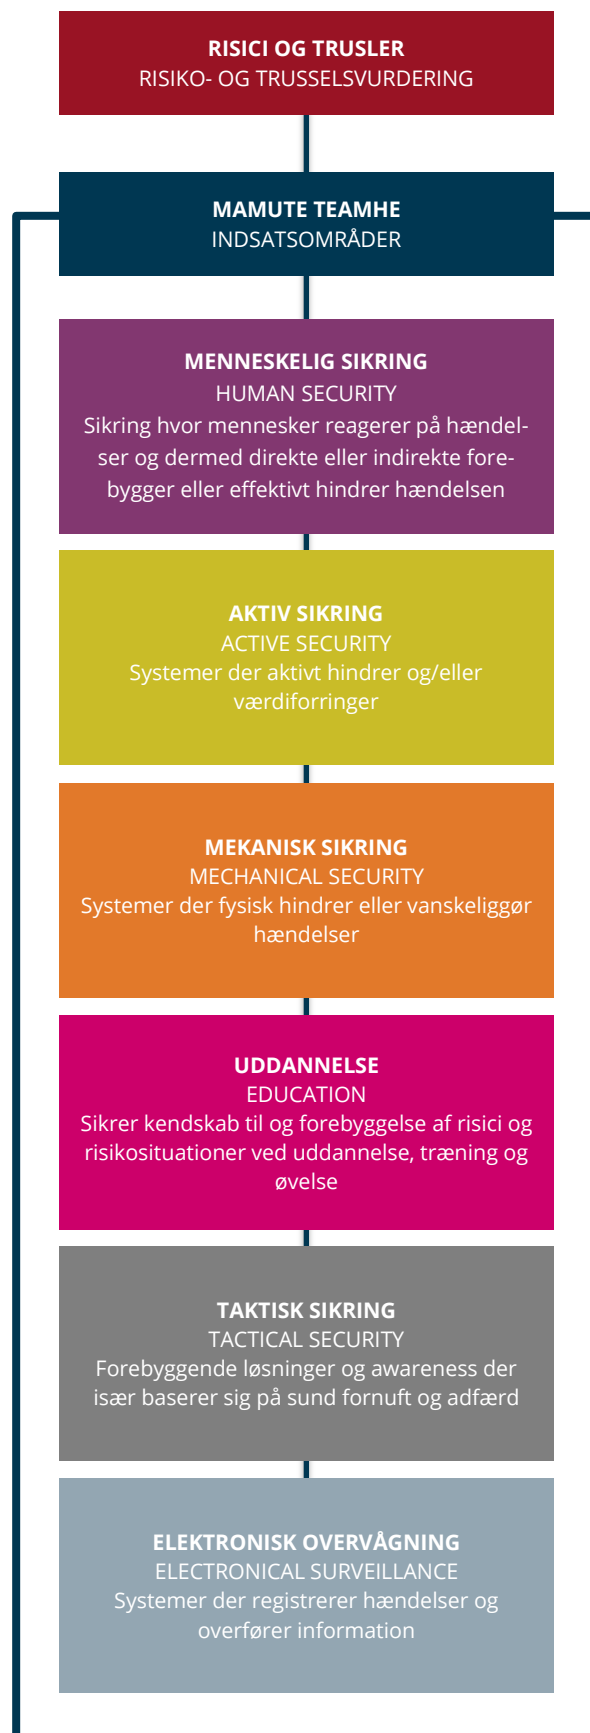 RISICI OG TRUSLER
RISIKO- OG TRUSSELSVURDERING
MAMUTE TEAMHE
INDSATSOMRÅDER
MENNESKELIG SIKRING
HUMAN SECURITY
Sikring hvor mennesker reagerer på hændel-
ser og dermed direkte eller indirekte fore-
bygger eller effektivt hindrer hændelsen
AKTIV SIKRING
ACTIVE SECURITY
Systemer der aktivt hindrer og/eller
værdiforringer
MEKANISK SIKRING
MECHANICAL SECURITY
Systemer der fysisk hindrer eller vanskeliggør
hændelser
UDDANNELSE
EDUCATION
Sikrer kendskab til og forebyggelse af risici og
risikosituationer ved uddannelse, træning og
øvelse
TAKTISK SIKRING
TACTICAL SECURITY
Forebyggende løsninger og awareness der
især baserer sig på sund fornuft og adfærd
ELEKTRONISK OVERVÅGNING
ELECTRONICAL SURVEILLANCE
Systemer der registrerer hændelser og
overfører information